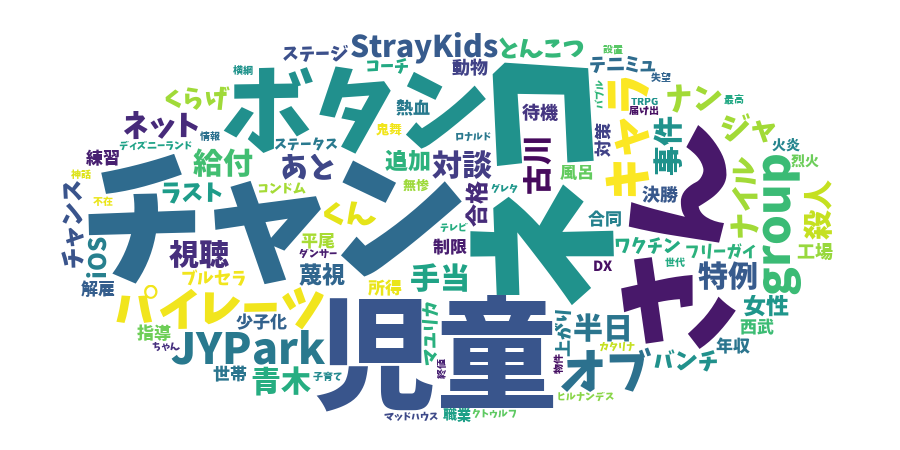 StrayKids
とんこつ
設置
ステージ
コーチ
動物
テニミュ
失望
横綱
ボタン
熱血
待機
バブル
キャラ
TRPG
届け出
ナン
最高
くらげ
ネット
情報
ステータス
鬼舞
ロナルド
対策
事件
ジャ
火炎
烈火
ディズニーランド
練習
給付
あと
追加
対談
古川
風呂
神話
不在
ラスト
コンドム
無惨
グレタ
合格
チャンス
チャン
くん
テレビ
水
ロ
合同
決勝
ん
ナイル
group
殺人
工場
iOS
視聴
平尾
ダンサー
制限
ワクチン
フリーガイ
世代
DX
解雇
ブルセラ
蔑視
所得
手当
ャン
特例
女性
西武
パイレーツ
少子化
マユリカ
児童
上がり
半日
カタリナ
年収
指導
ちゃん
JYPark
世帯
青木
子育て
終値
物件
オブ
バンチ
ヒルナンデス
マッドハウス
職業
クトゥルフ